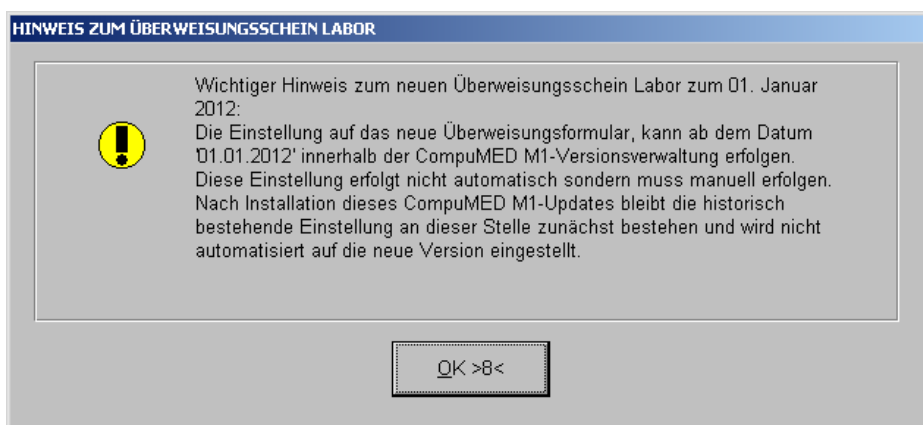 HINWEIS ZUM ÜBERWEISUNGSSCHEIN LABOR
Wichtiger Hinweis zum neuen Überweisungsschein Labor zum 01. Januar
2012:
Die Einstellung auf das neue Überweisungsformular, kann ab dem Datum
'01.01.2012' innerhalb der CompuMED M1-Versionsverwaltung erfolgen.
Diese Einstellung erfolgt nicht automatisch sondern muss manuell erfolgen.
Nach Installation dieses CompuMED M1-Updates bleibt die historisch
bestehende Einstellung an dieser Stelle zunächst bestehen und wird nicht
automatisiert auf die neue Version eingestellt.
OK >8<